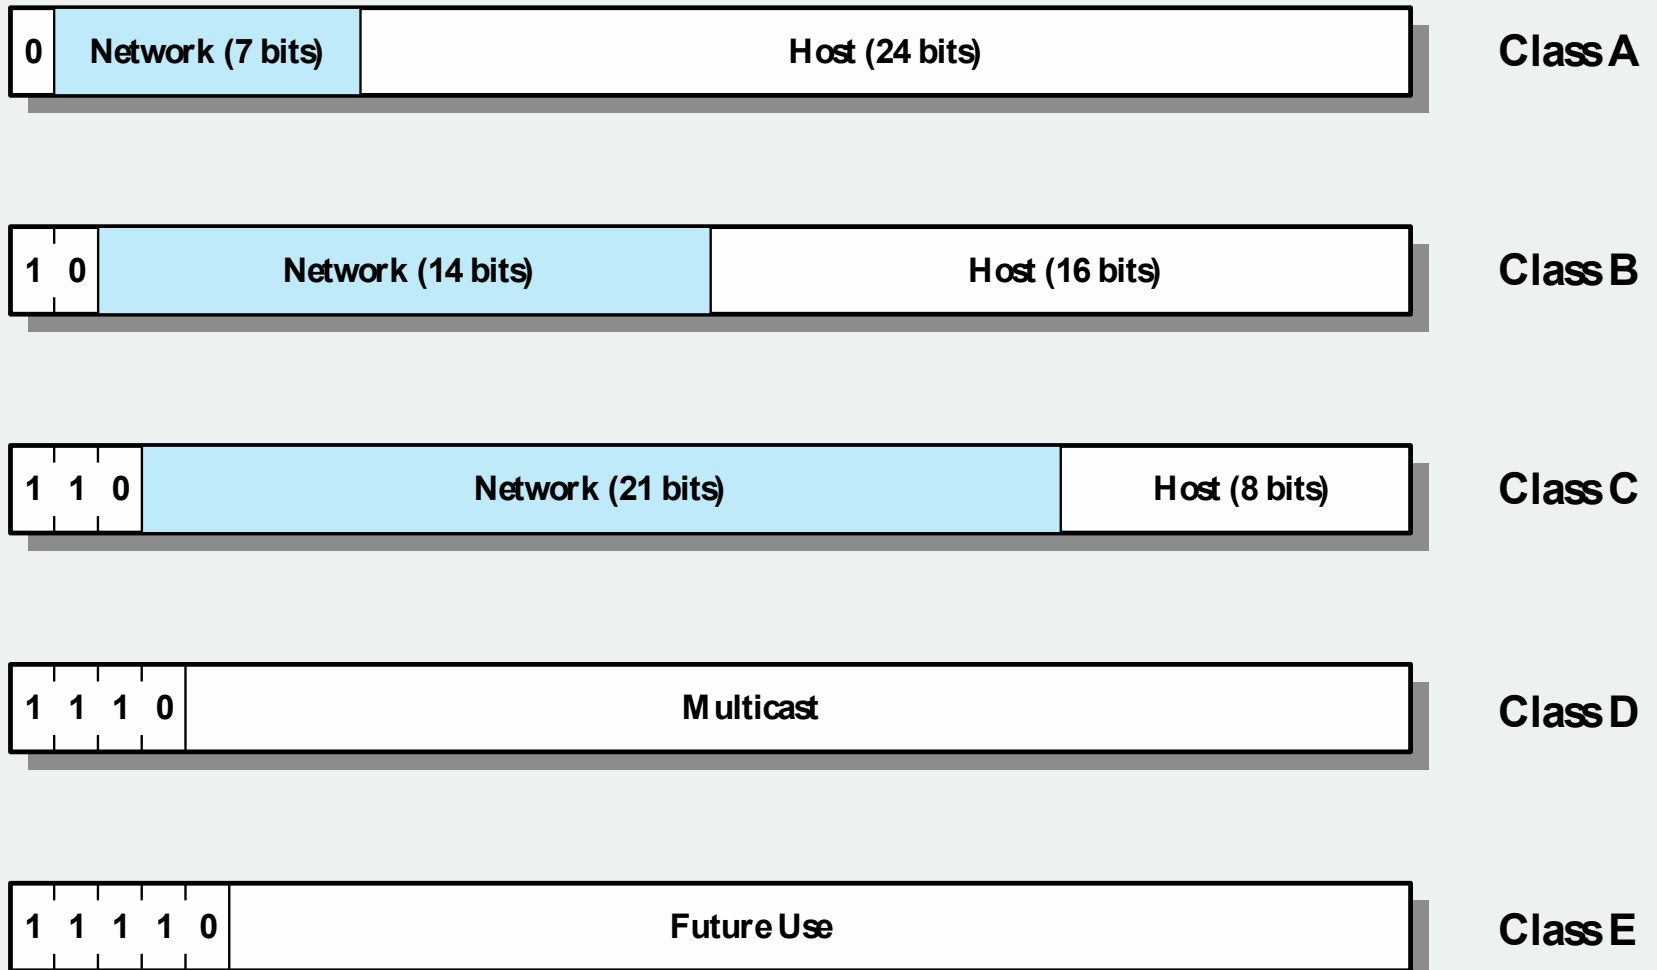 0 Network (7 bits) Host (24 bits) Class A
1 0 Network (14 bits) Host (16 bits) Class B
1 1 0 Network (21 bits) Host (8 bits) Class C
1 1 1 0 Multicast Class D
1 1 1 1 0 Future Use Class E